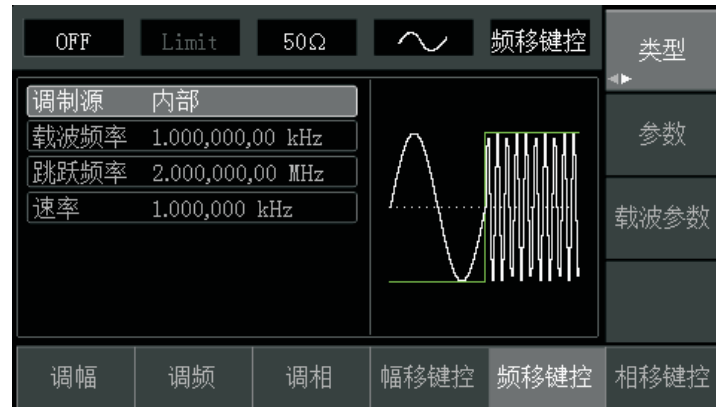 OFF Limit 50Ω 频移键控 类型
调制源 内部
载波频率 1.000,000,00 kHz
跳跃频率 2.000,000,00 MHz
速率 1.000,000 kHz
参数
载波参数
调幅 调频 调相 幅移键控 频移键控 相移键控